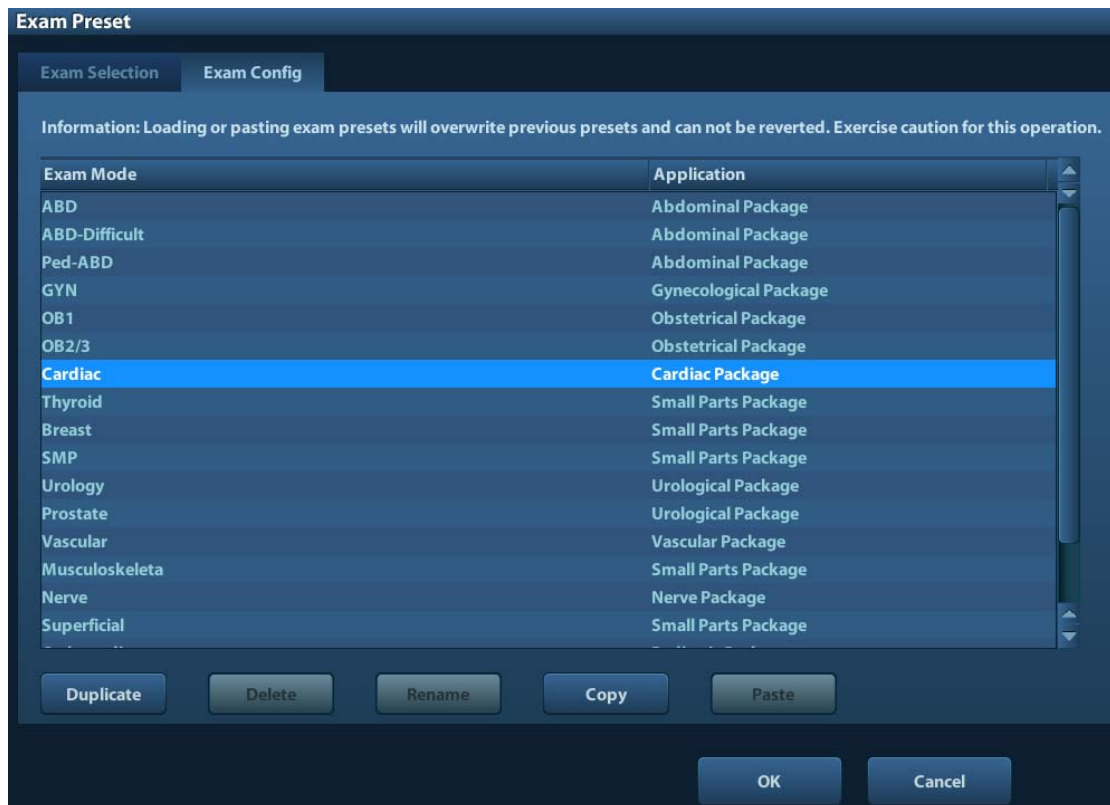 Exam Preset
Exam Selection Exam Config
Information: Loading or pasting exam presets will overwrite previous presets and can not be reverted. Exercise caution for this operation.
Exam Mode Application
ABD Abdominal Package
ABD-Difficult Abdominal Package
Ped-ABD Abdominal Package
GYN Gynecological Package
OB1 Obstetrical Package
OB2/3 Obstetrical Package
Cardiac Cardiac Package
Thyroid Small Parts Package
Breast Small Parts Package
SMP Small Parts Package
Urology Urological Package
Prostate Urological Package
Vascular Vascular Package
Musculoskeleta Small Parts Package
Nerve Nerve Package
Superficial Small Parts Package
Duplicate Delete Rename Copy Paste
OK Cancel